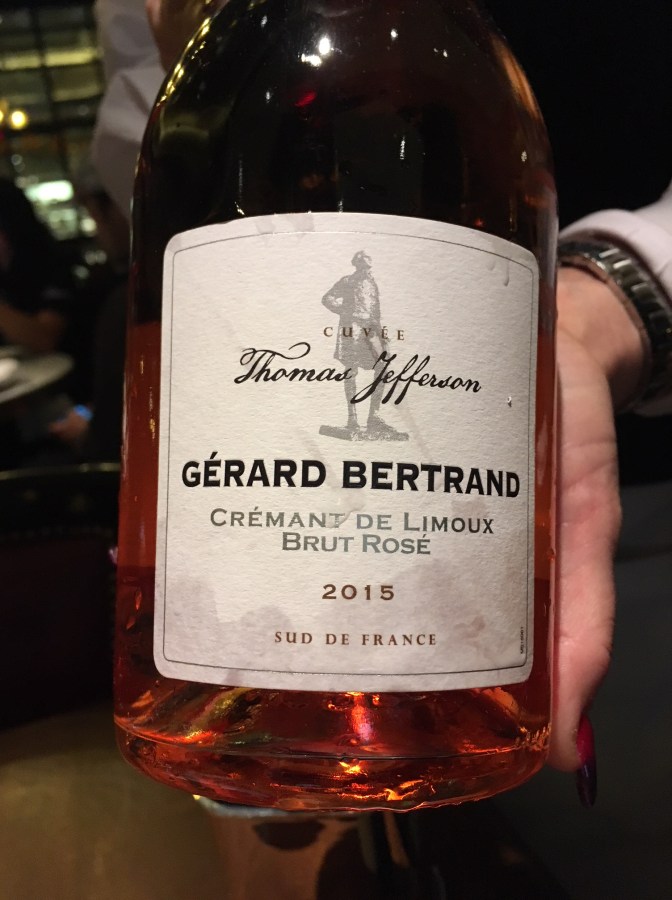 CUVÉE
Thomas Jefferson
GÉRARD BERTRAND
CRÉMANT DE LIMOUX
BRUT ROSÉ
2015
SUD DE FRANCE